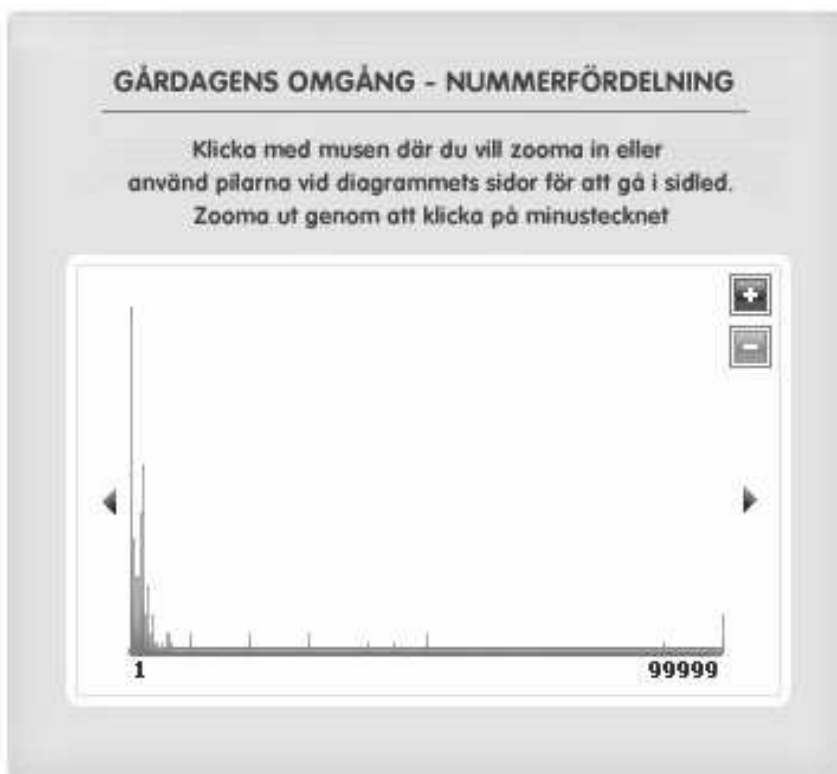 GÅRDAGENS OMGÅNG - NUMMERFÖRDELNING
Klicka med musen där du vill zooma in eller
använd pilarna vid diagrammets sidor för att gå i sidled.
Zooma ut genom att klicka på minustecknet
1 99999